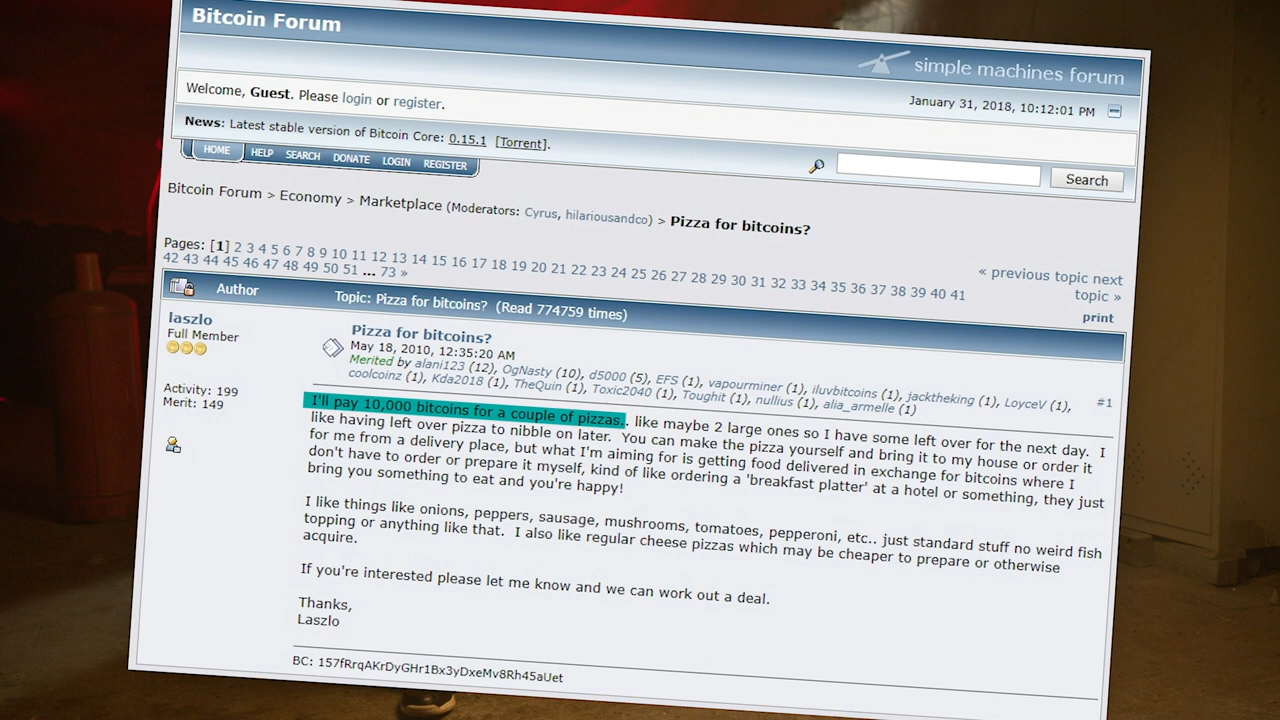 Bitcoin Forum
simple machines forum
Welcome, Guest. Please login or register.
January 31, 2018, 10:12:01 PM
News: Latest stable version of Bitcoin Core: 0.15.1 [Torrent].
HOME HELP SEARCH DONATE LOGIN REGISTER
Search
Bitcoin Forum > Economy > Marketplace (Moderators: Cyrus, hilariousandco) > Pizza for bitcoins?
Pages: [1] 2 3 4 5 6 7 8 9 10 11 12 13 14 15 16 17 18 19 20 21 22 23 24 25 26 27 28 29 30 31 32 33 34 35 36 37 38 39 40 41
42 43 44 45 46 47 48 49 50 51 ... 73 »
« previous topic next
topic »
print
Author
Topic: Pizza for bitcoins? (Read 774759 times)
laszlo
Full Member
Activity: 199
Merit: 149
Pizza for bitcoins?
May 18, 2010, 12:35:20 AM
Merited by alani123 (12), OgNasty (10), d5000 (5), EFS (1), vapourminer (1), iluvbitcoins (1), jacktheking (1), LoyceV (1),
coolcoinz (1), Kda2018 (1), TheQuin (1), Toxic2040 (1), Toughit (1), nullius (1), alia_armelle (1)
#1
I'll pay 10,000 bitcoins for a couple of pizzas.. like maybe 2 large ones so I have some left over for the next day. I
like having left over pizza to nibble on later. You can make the pizza yourself and bring it to my house or order it
for me from a delivery place, but what I'm aiming for is getting food delivered in exchange for bitcoins where I
don't have to order or prepare it myself, kind of like ordering a 'breakfast platter' at a hotel or something, they just
bring you something to eat and you're happy!
I like things like onions, peppers, sausage, mushrooms, tomatoes, pepperoni, etc.. just standard stuff no weird fish
topping or anything like that. I also like regular cheese pizzas which may be cheaper to prepare or otherwise
acquire.
If you're interested please let me know and we can work out a deal.
Thanks,
Laszlo
BC: 157fRrqAKrDyGHr1Bx3yDxeMv8Rh45aUet